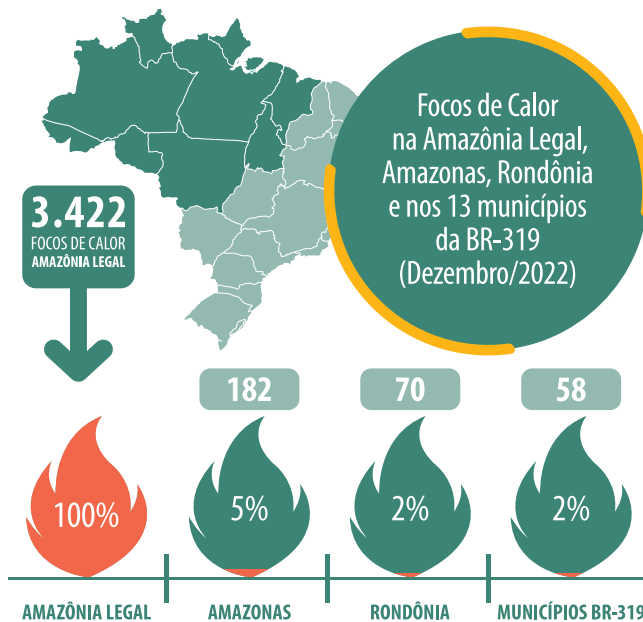 Focos de Calor
na Amazônia Legal,
Amazonas, Rondônia
e nos 13 municípios
da BR-319
(Dezembro/2022)
3.422
FOCOS DE CALOR
AMAZÔNIA LEGAL
182
70
58
100%
5%
2%
2%
AMAZÔNIA LEGAL
AMAZONAS
RONDÔNIA
MUNICÍPIOS BR-319